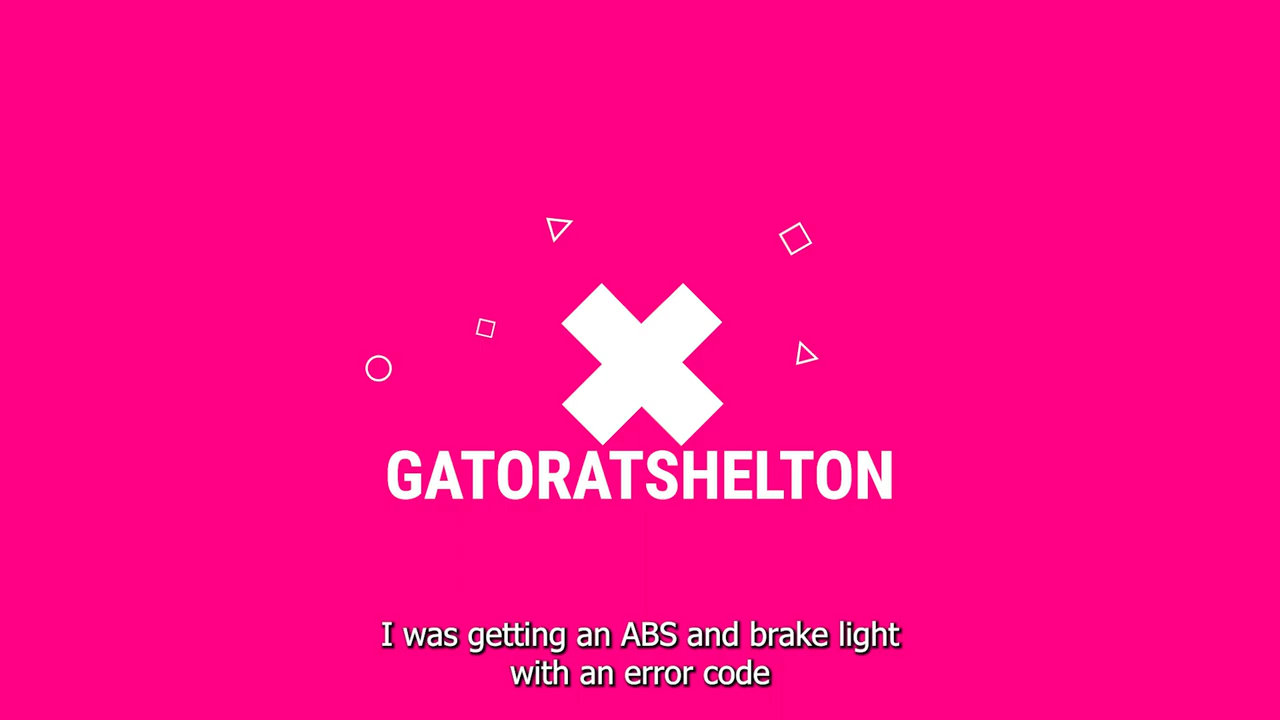 GATORATSHELTON
I was getting an ABS and brake light
with an error code